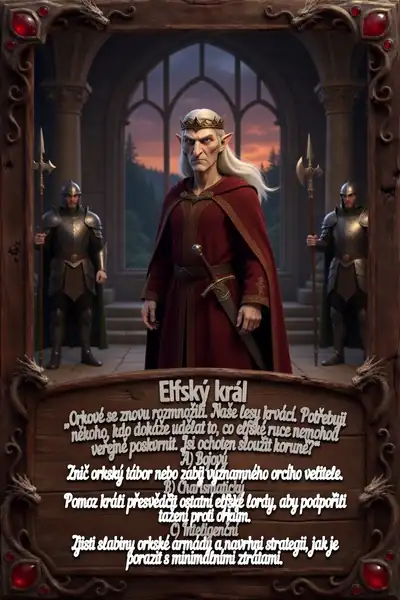 Elfský král
„Orkové se znovu rozmnožili. Naše lesy krvácí. Potřebuji
někoho, kdo dokáže udělat to, co elfské ruce nemohou
veřejně poskvrnit. Jsi ochoten sloužit koruně?“
A) Bojový
Znič orkský tábor nebo zabij významného orčího velitele.
B) Charismatický
Pomoz králi přesvědčit ostatní elfské lordy, aby podpořili
tažení proti orkům.
C) Inteligenční
Zjisti slabiny orkské armády a navrhni strategii, jak je
porazit s minimálními ztrátami.